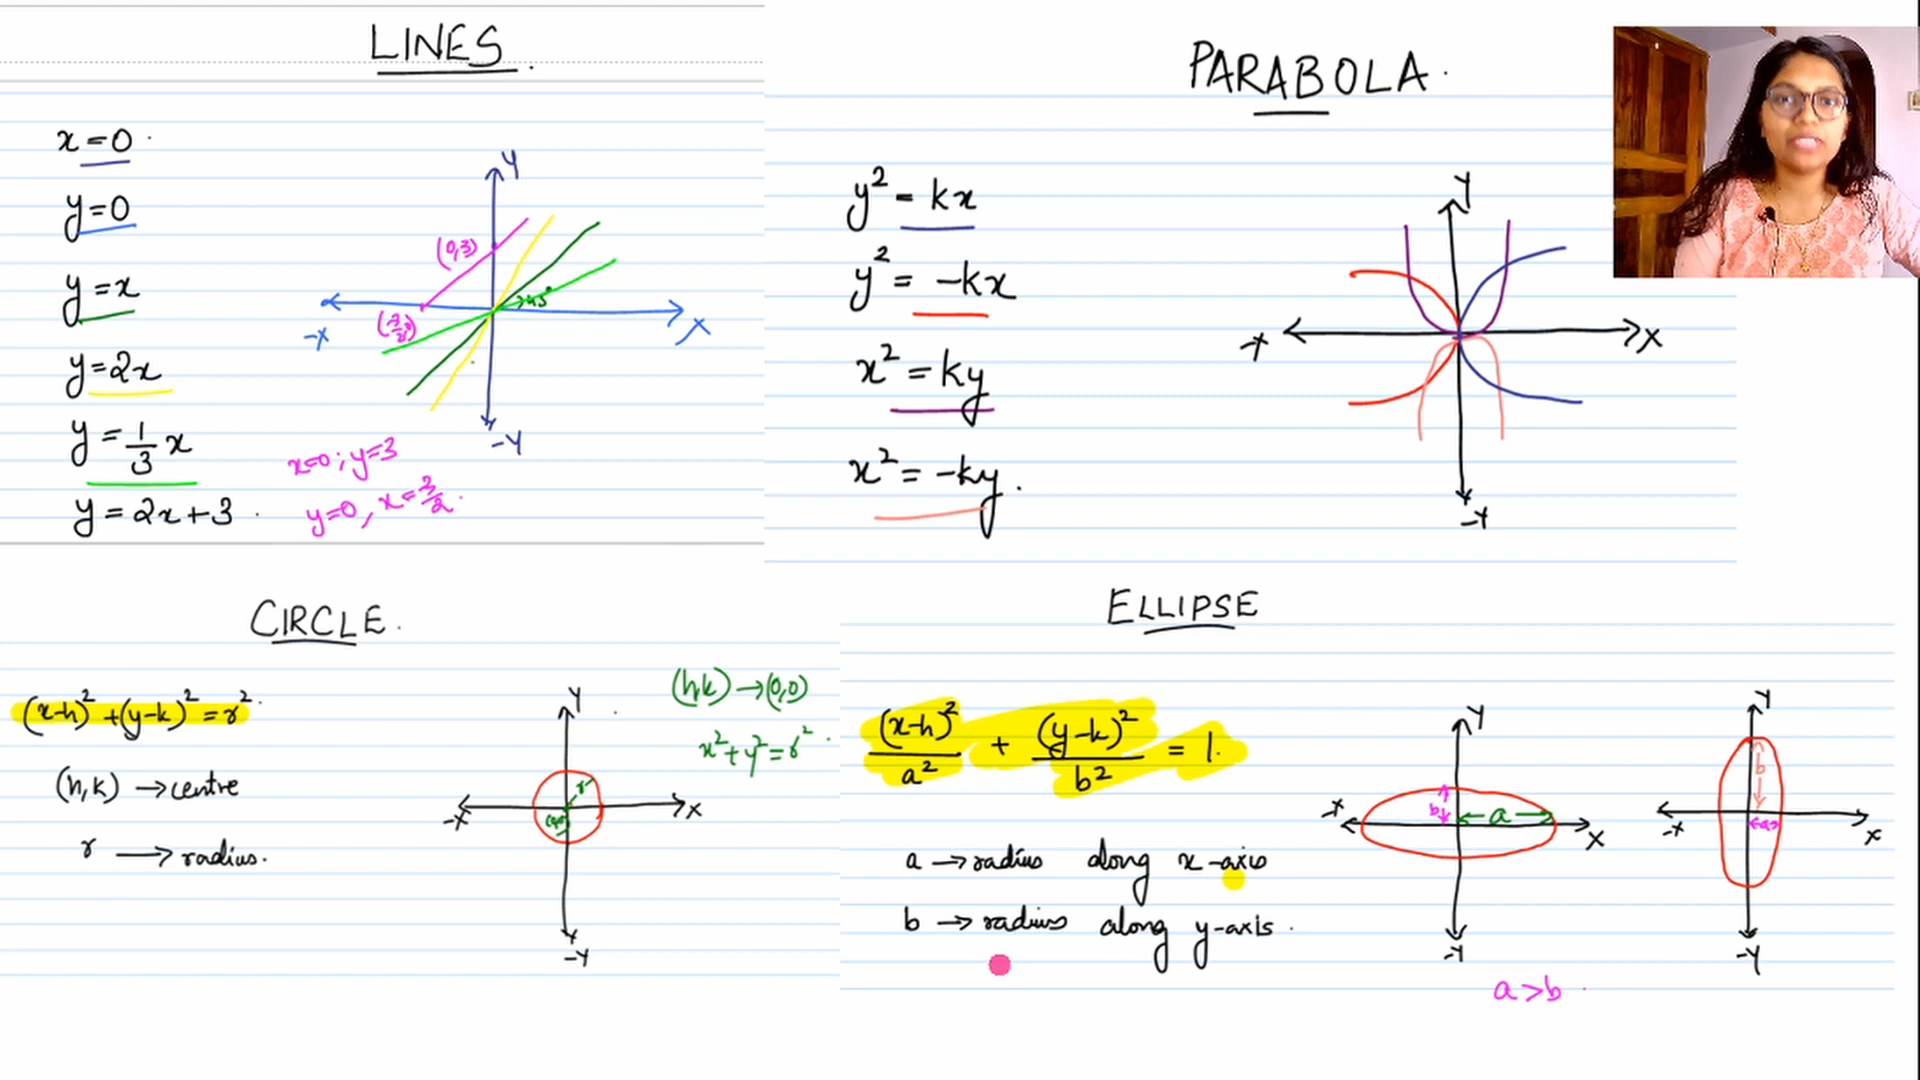 LINES.
x=0.
y=0
y=x
y=2x
y=1/3 x
y=2x+3.
Y
(0,3)
45°
-X
X
-Y
x=0; y=3
y=0, x=3/2.
PARABOLA.
y²=kx
y²=-kx
x²=ky
x²=-ky.
Y
-X
X
-Y
CIRCLE.
(x-h)²+(y-k)²=r².
(h,k)→centre
r→radius.
(h,k)→(0,0)
x²+y²=r².
Y
r
-X
X
-Y
ELLIPSE
(x-h)²/a² + (y-k)²/b² = 1.
a→radius along x-axis
b→radius along y-axis.
Y
-X
b
←a→
X
-Y
a>b.
Y
b
-X
←a→
X
-Y